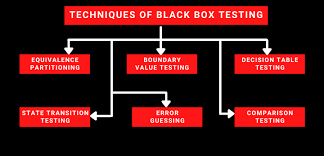 TECHNIQUES OF BLACK BOX TESTING
EQUIVALENCE
PARTITIONING
BOUNDARY
VALUE TESTING
DECISION TABLE
TESTING
STATE TRANSITION
TESTING
ERROR
GUESSING
COMPARISON
TESTING